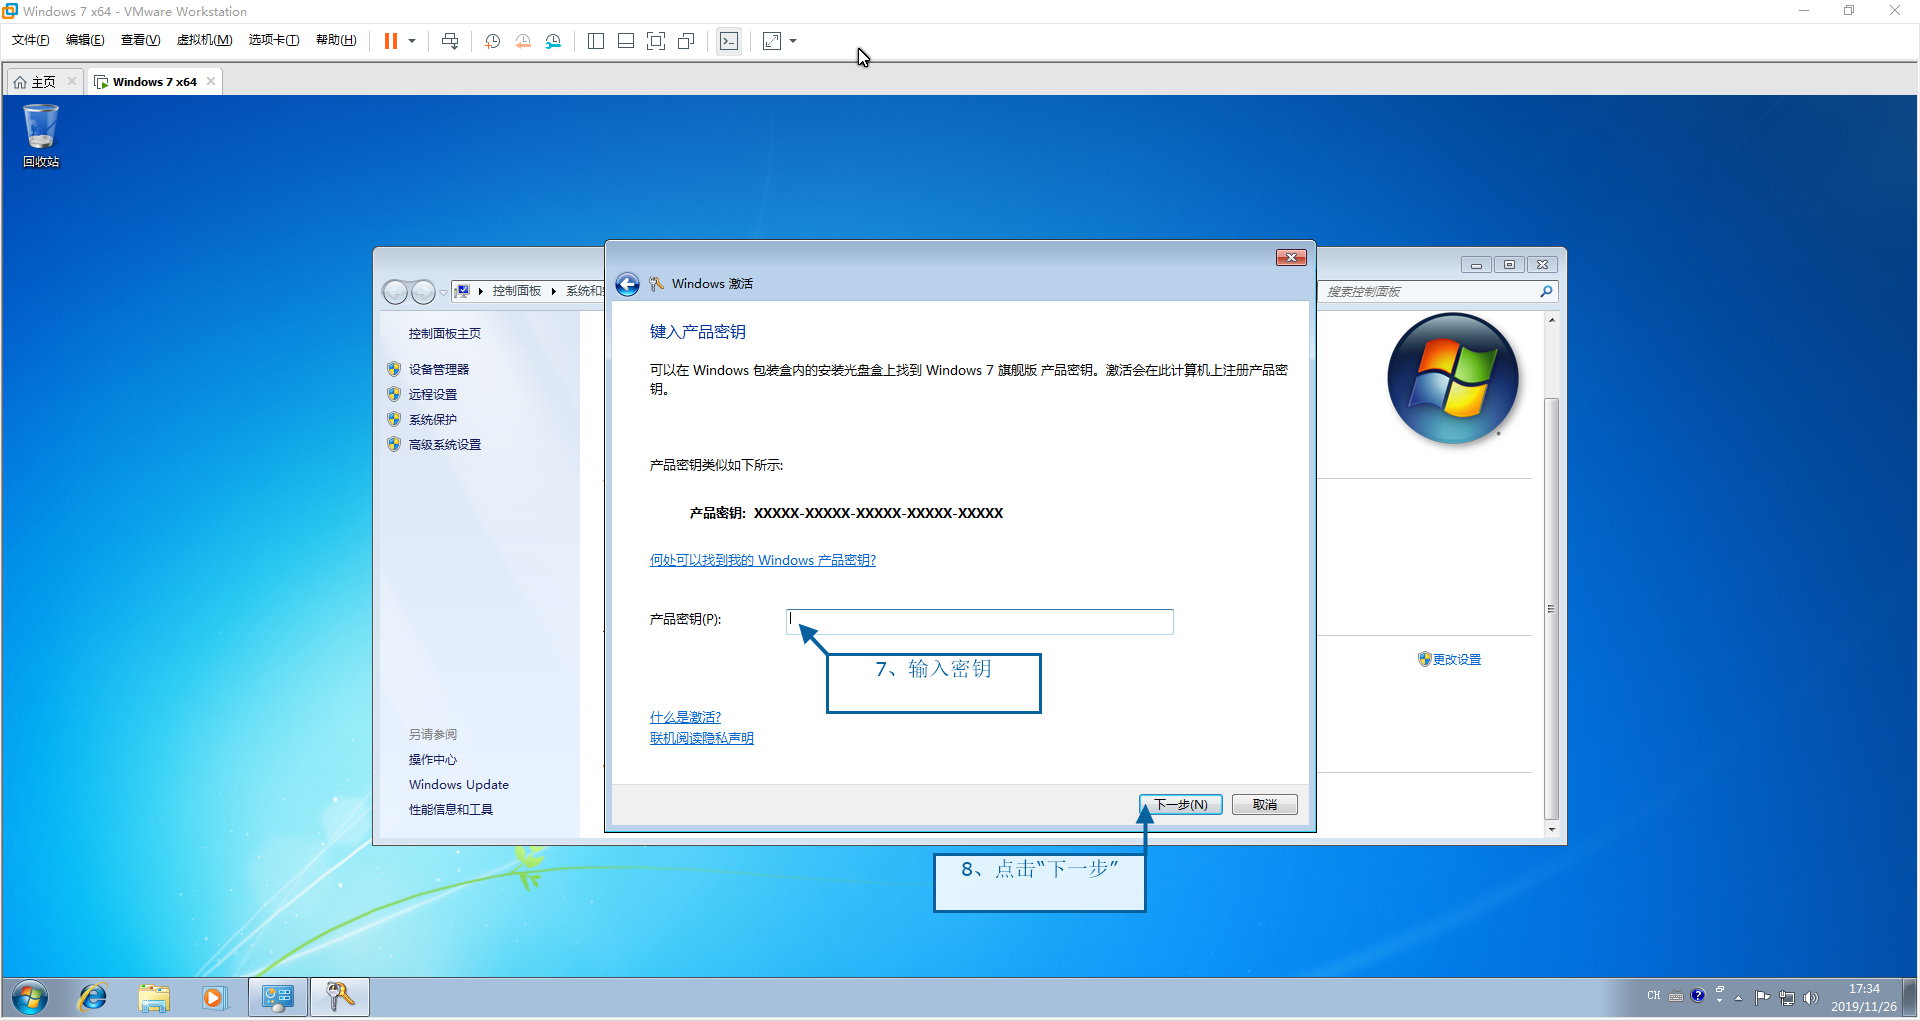 Windows 7 x64 - VMware Workstation
文件(F) 编辑(E) 查看(V) 虚拟机(M) 选项卡(T) 帮助(H)
主页 Windows 7 x64
回收站
控制面板 系统和
搜索控制面板
控制面板主页
设备管理器
远程设置
系统保护
高级系统设置
另请参阅
操作中心
Windows Update
性能信息和工具
Windows 激活
键入产品密钥
可以在 Windows 包装盒内的安装光盘盒上找到 Windows 7 旗舰版 产品密钥。激活会在此计算机上注册产品密
钥。
产品密钥类似如下所示:
产品密钥: XXXXX-XXXXX-XXXXX-XXXXX-XXXXX
何处可以找到我的 Windows 产品密钥?
产品密钥(P):
7、输入密钥
什么是激活?
联机阅读隐私声明
下一步(N) 取消
8、点击“下一步”
更改设置
CH
17:34
2019/11/26